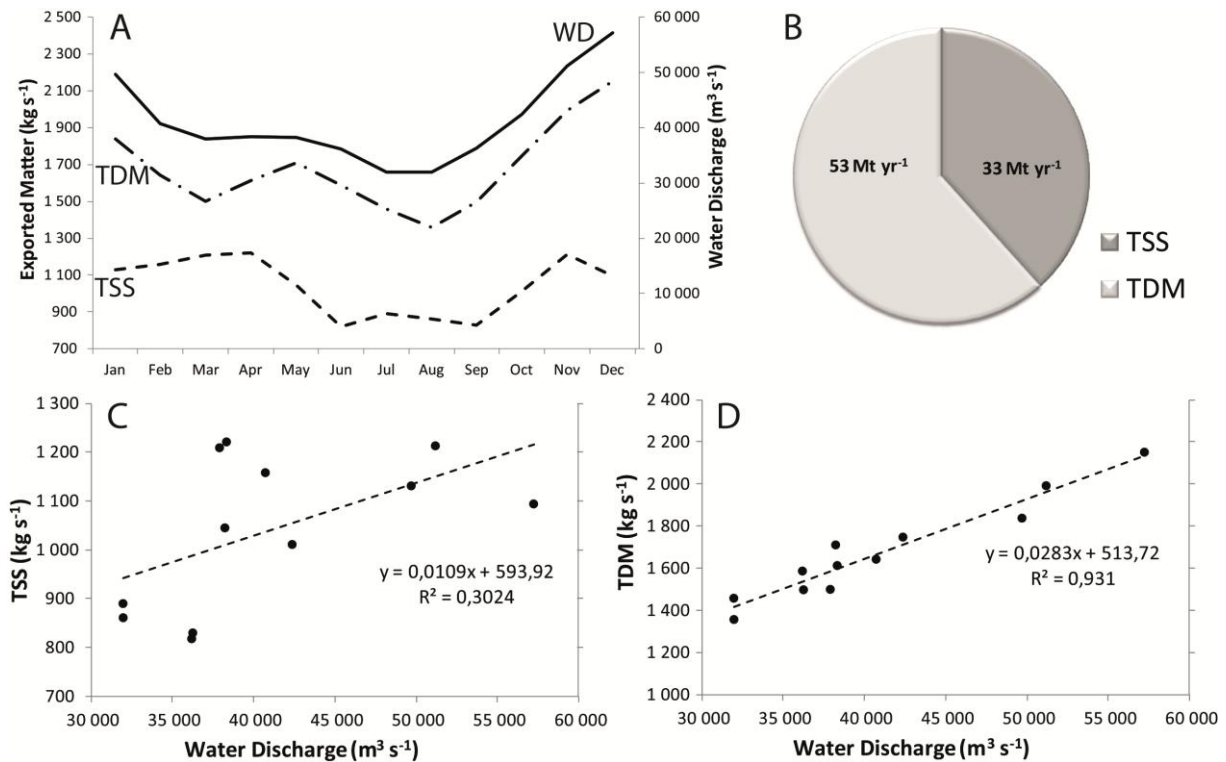 A
WD
TDM
TSS
Exported Matter (kg s⁻¹)
2 500
2 300
2 100
1 900
1 700
1 500
1 300
1 100
900
700
60 000
50 000
40 000
30 000
20 000
10 000
0
Water Discharge (m³ s⁻¹)
Jan Feb Mar Apr May Jun Jul Aug Sep Oct Nov Dec
B
53 Mt yr⁻¹
33 Mt yr⁻¹
TSS
TDM
C
TSS (kg s⁻¹)
1 300
1 200
1 100
1 000
900
800
700
y = 0,0109x + 593,92
R² = 0,3024
30 000 35 000 40 000 45 000 50 000 55 000 60 000
Water Discharge (m³ s⁻¹)
D
TDM (kg s⁻¹)
2 400
2 200
2 000
1 800
1 600
1 400
1 200
1 000
y = 0,0283x + 513,72
R² = 0,931
30 000 35 000 40 000 45 000 50 000 55 000 60 000
Water Discharge (m³ s⁻¹)